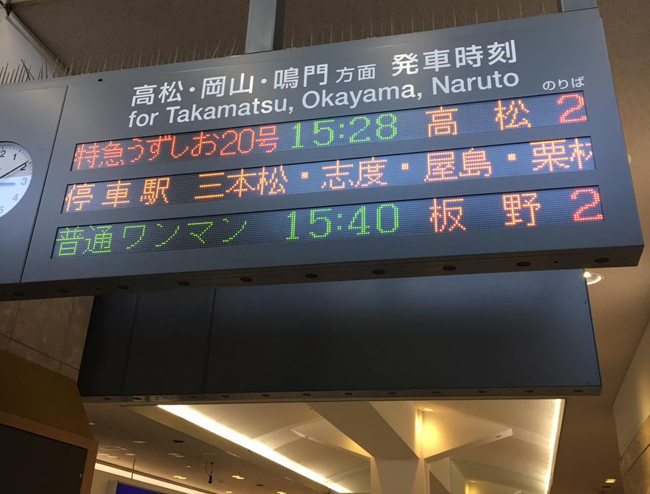 高松・岡山・鳴門 方面 発車時刻
for Takamatsu, Okayama, Naruto のりば
特急うずしお20号 15:28 高松 2
停車駅 三本松・志度・屋島・栗林
普通ワンマン 15:40 板野 2